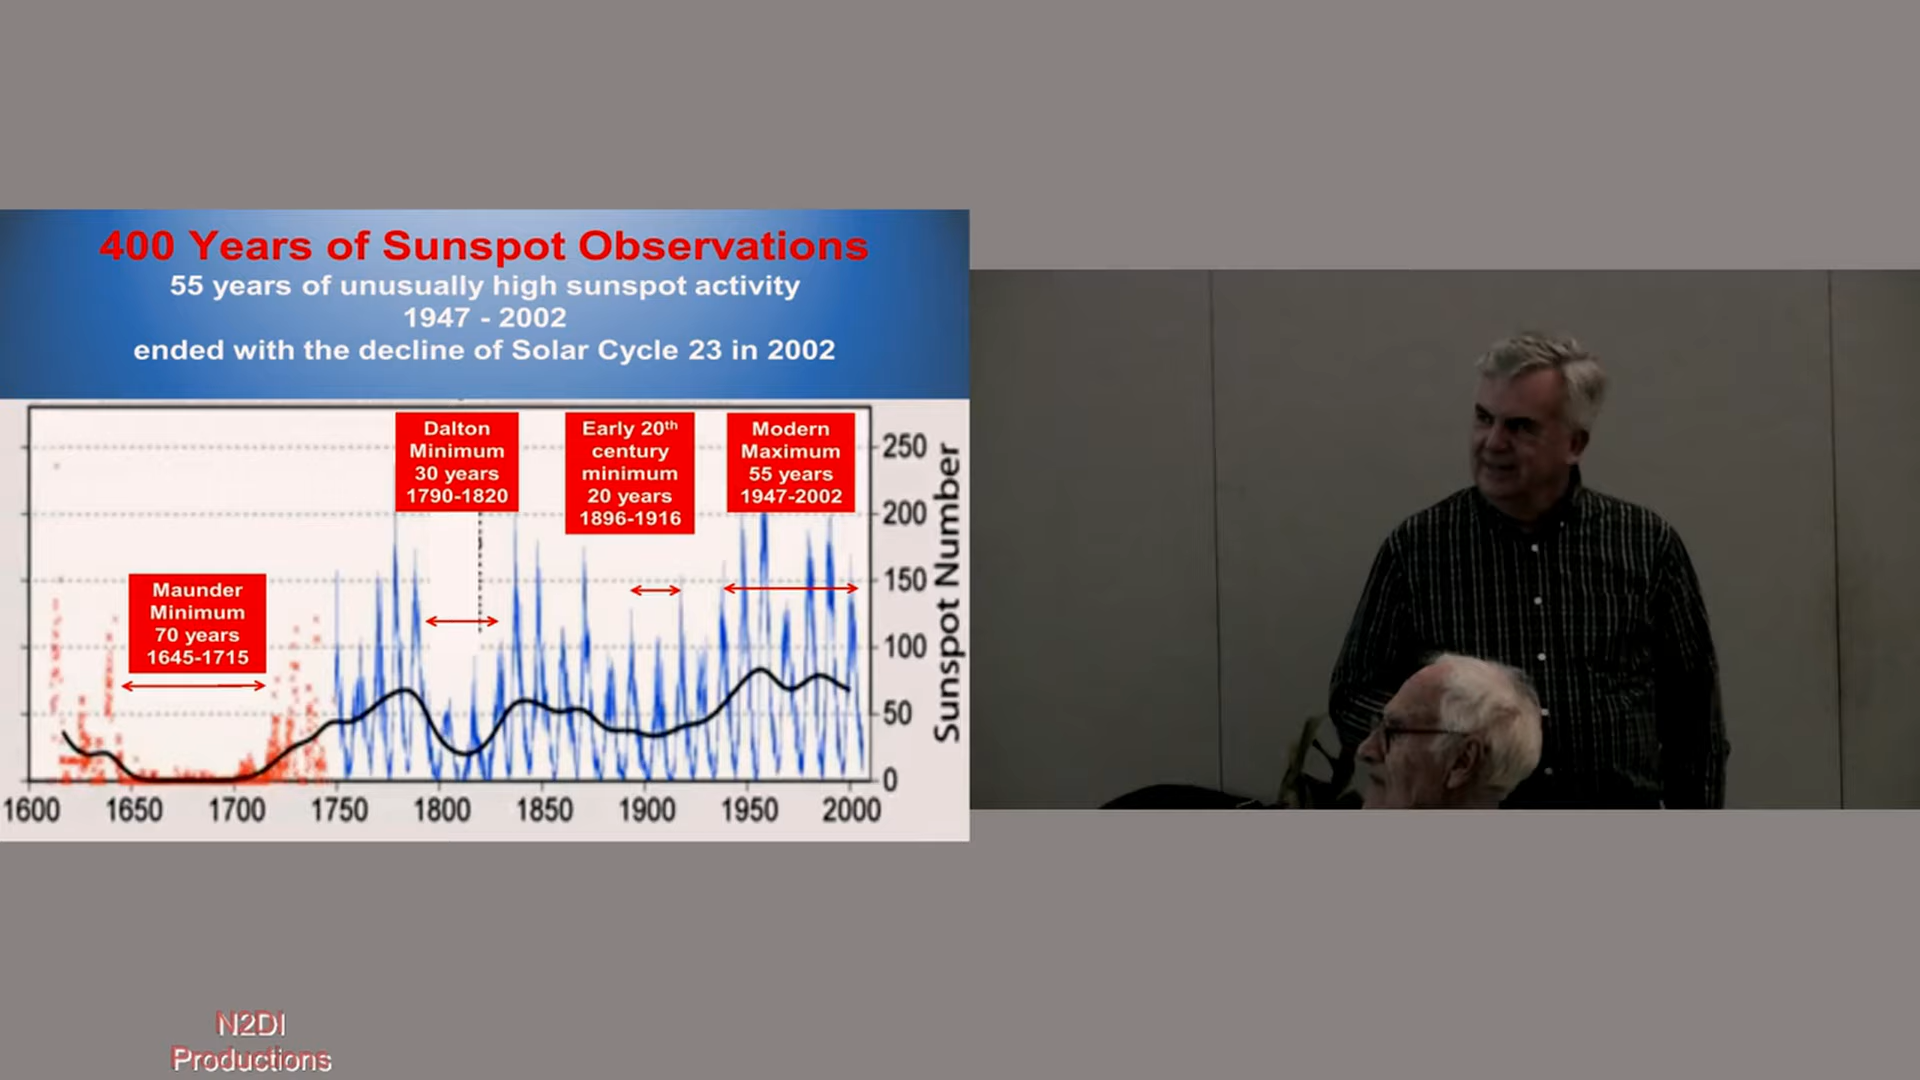 400 Years of Sunspot Observations
55 years of unusually high sunspot activity
1947 - 2002
ended with the decline of Solar Cycle 23 in 2002
Dalton
Minimum
30 years
1790-1820
Early 20th
century
minimum
20 years
1896-1916
Modern
Maximum
55 years
1947-2002
Maunder
Minimum
70 years
1645-1715
250
200
150
100
50
0
Sunspot Number
1600 1650 1700 1750 1800 1850 1900 1950 2000
N2DI
Productions